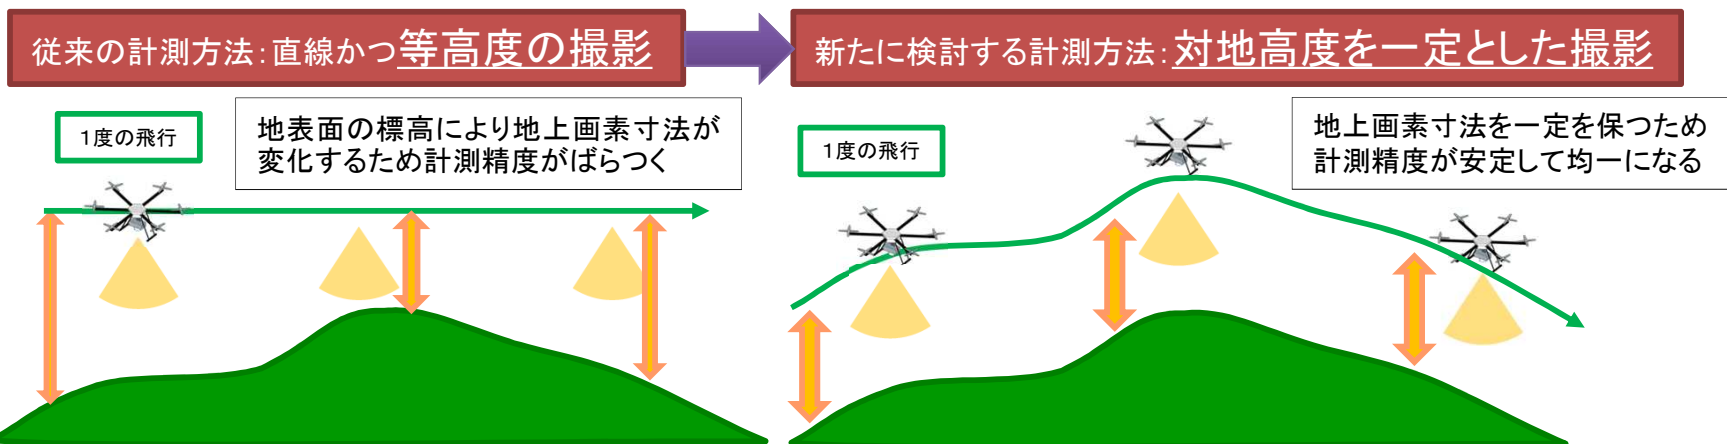 従来の計測方法：直線かつ等高度の撮影
新たに検討する計測方法：対地高度を一定とした撮影
1度の飛行
地表面の標高により地上画素寸法が
変化するため計測精度がばらつく
1度の飛行
地上画素寸法を一定を保つため
計測精度が安定して均一になる